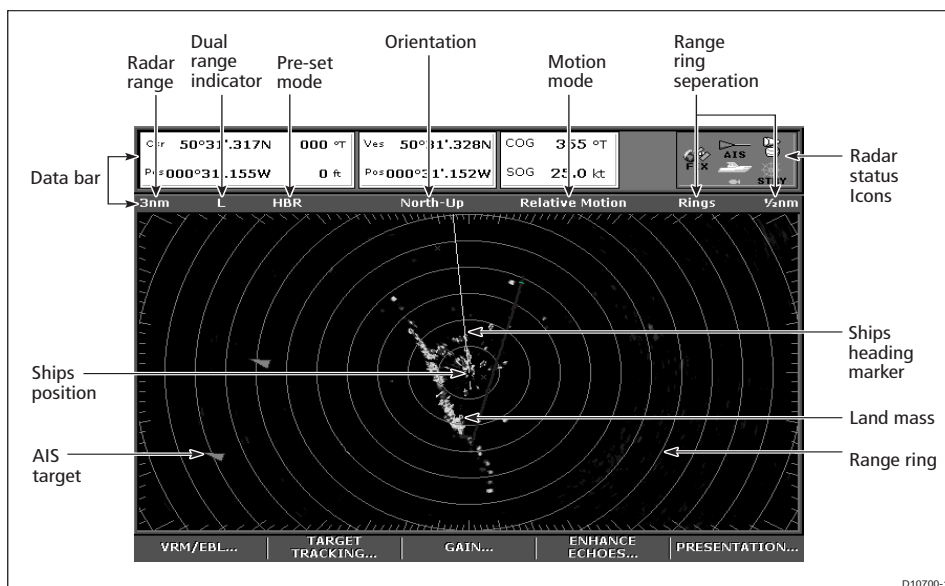 Dual
range
indicator
Radar
range
Pre-set
mode
Orientation
Motion
mode
Range
ring
seperation
Data bar
50°31'.317N 000 °T
Pos 000°31.155W 0 ft
Ves 50°31'.328N
Pos 000°31'.152W
COG 355 °T
SOG 25.0 kt
FIX
AIS
STBY
Radar
status
Icons
3nm L HBR North-Up Relative Motion Rings ½nm
Ships
heading
marker
Ships
position
Land mass
AIS
target
Range ring
VRM/EBL... TARGET TRACKING... GAIN... ENHANCE ECHOES... PRESENTATION...
D10700-